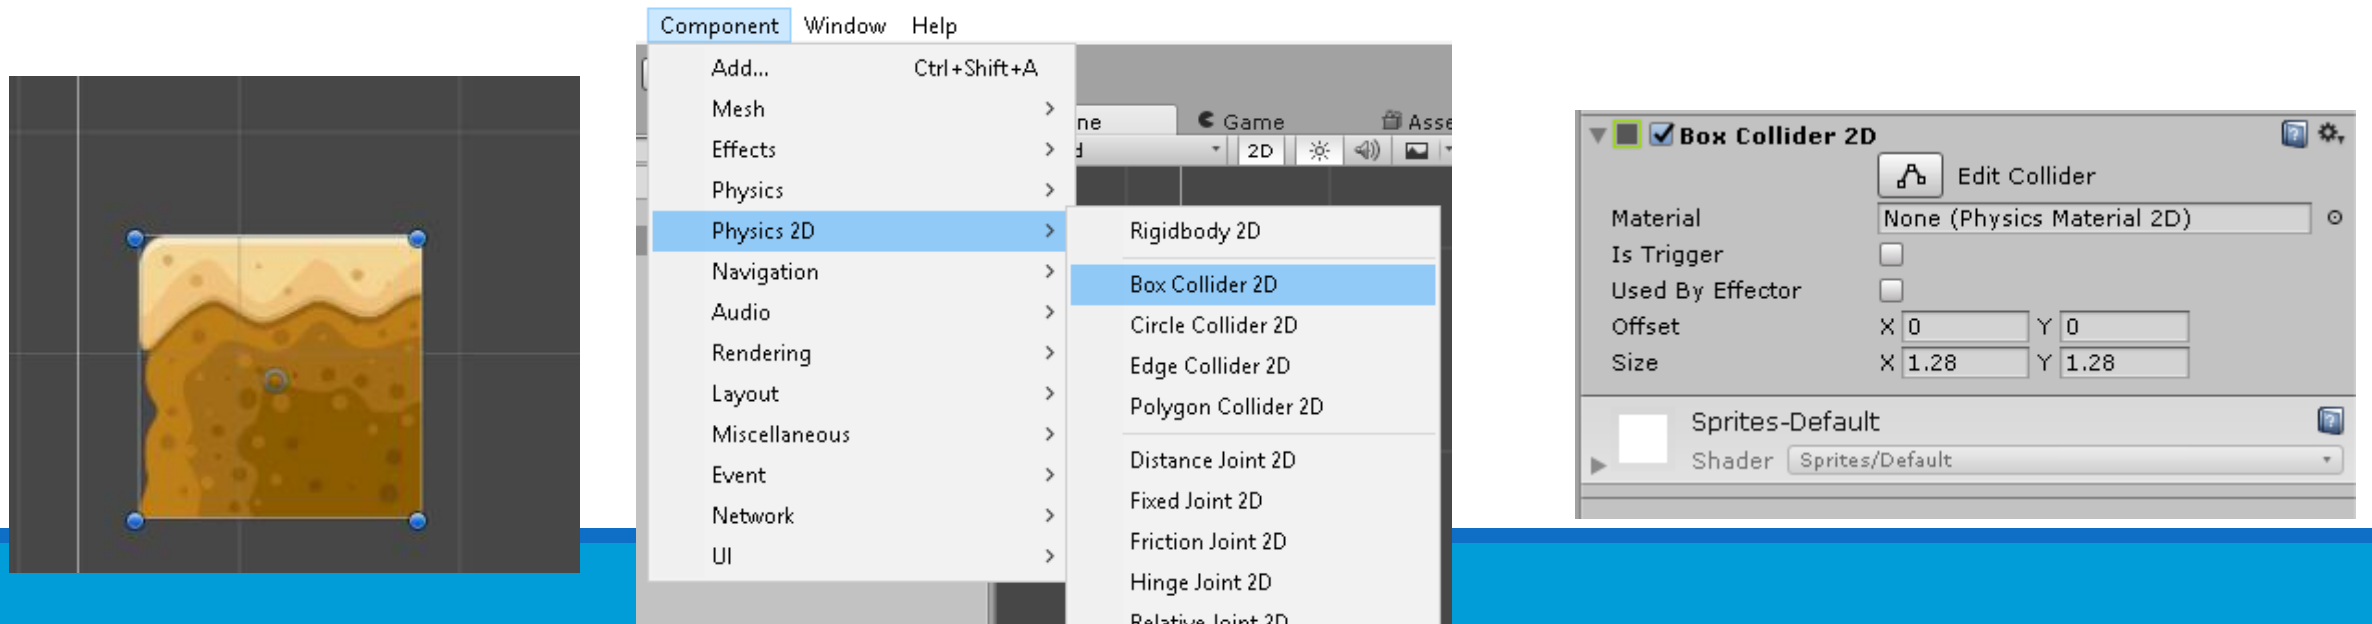 Component Window Help
Add... Ctrl+Shift+A
Mesh
Effects
Physics
Physics 2D
Navigation
Audio
Rendering
Layout
Miscellaneous
Event
Network
UI
ne Game Asse
2D
Rigidbody 2D
Box Collider 2D
Circle Collider 2D
Edge Collider 2D
Polygon Collider 2D
Distance Joint 2D
Fixed Joint 2D
Friction Joint 2D
Hinge Joint 2D
Relative Joint 2D
Box Collider 2D
Edit Collider
Material None (Physics Material 2D)
Is Trigger
Used By Effector
Offset X 0 Y 0
Size X 1.28 Y 1.28
Sprites-Default
Shader Sprites/Default